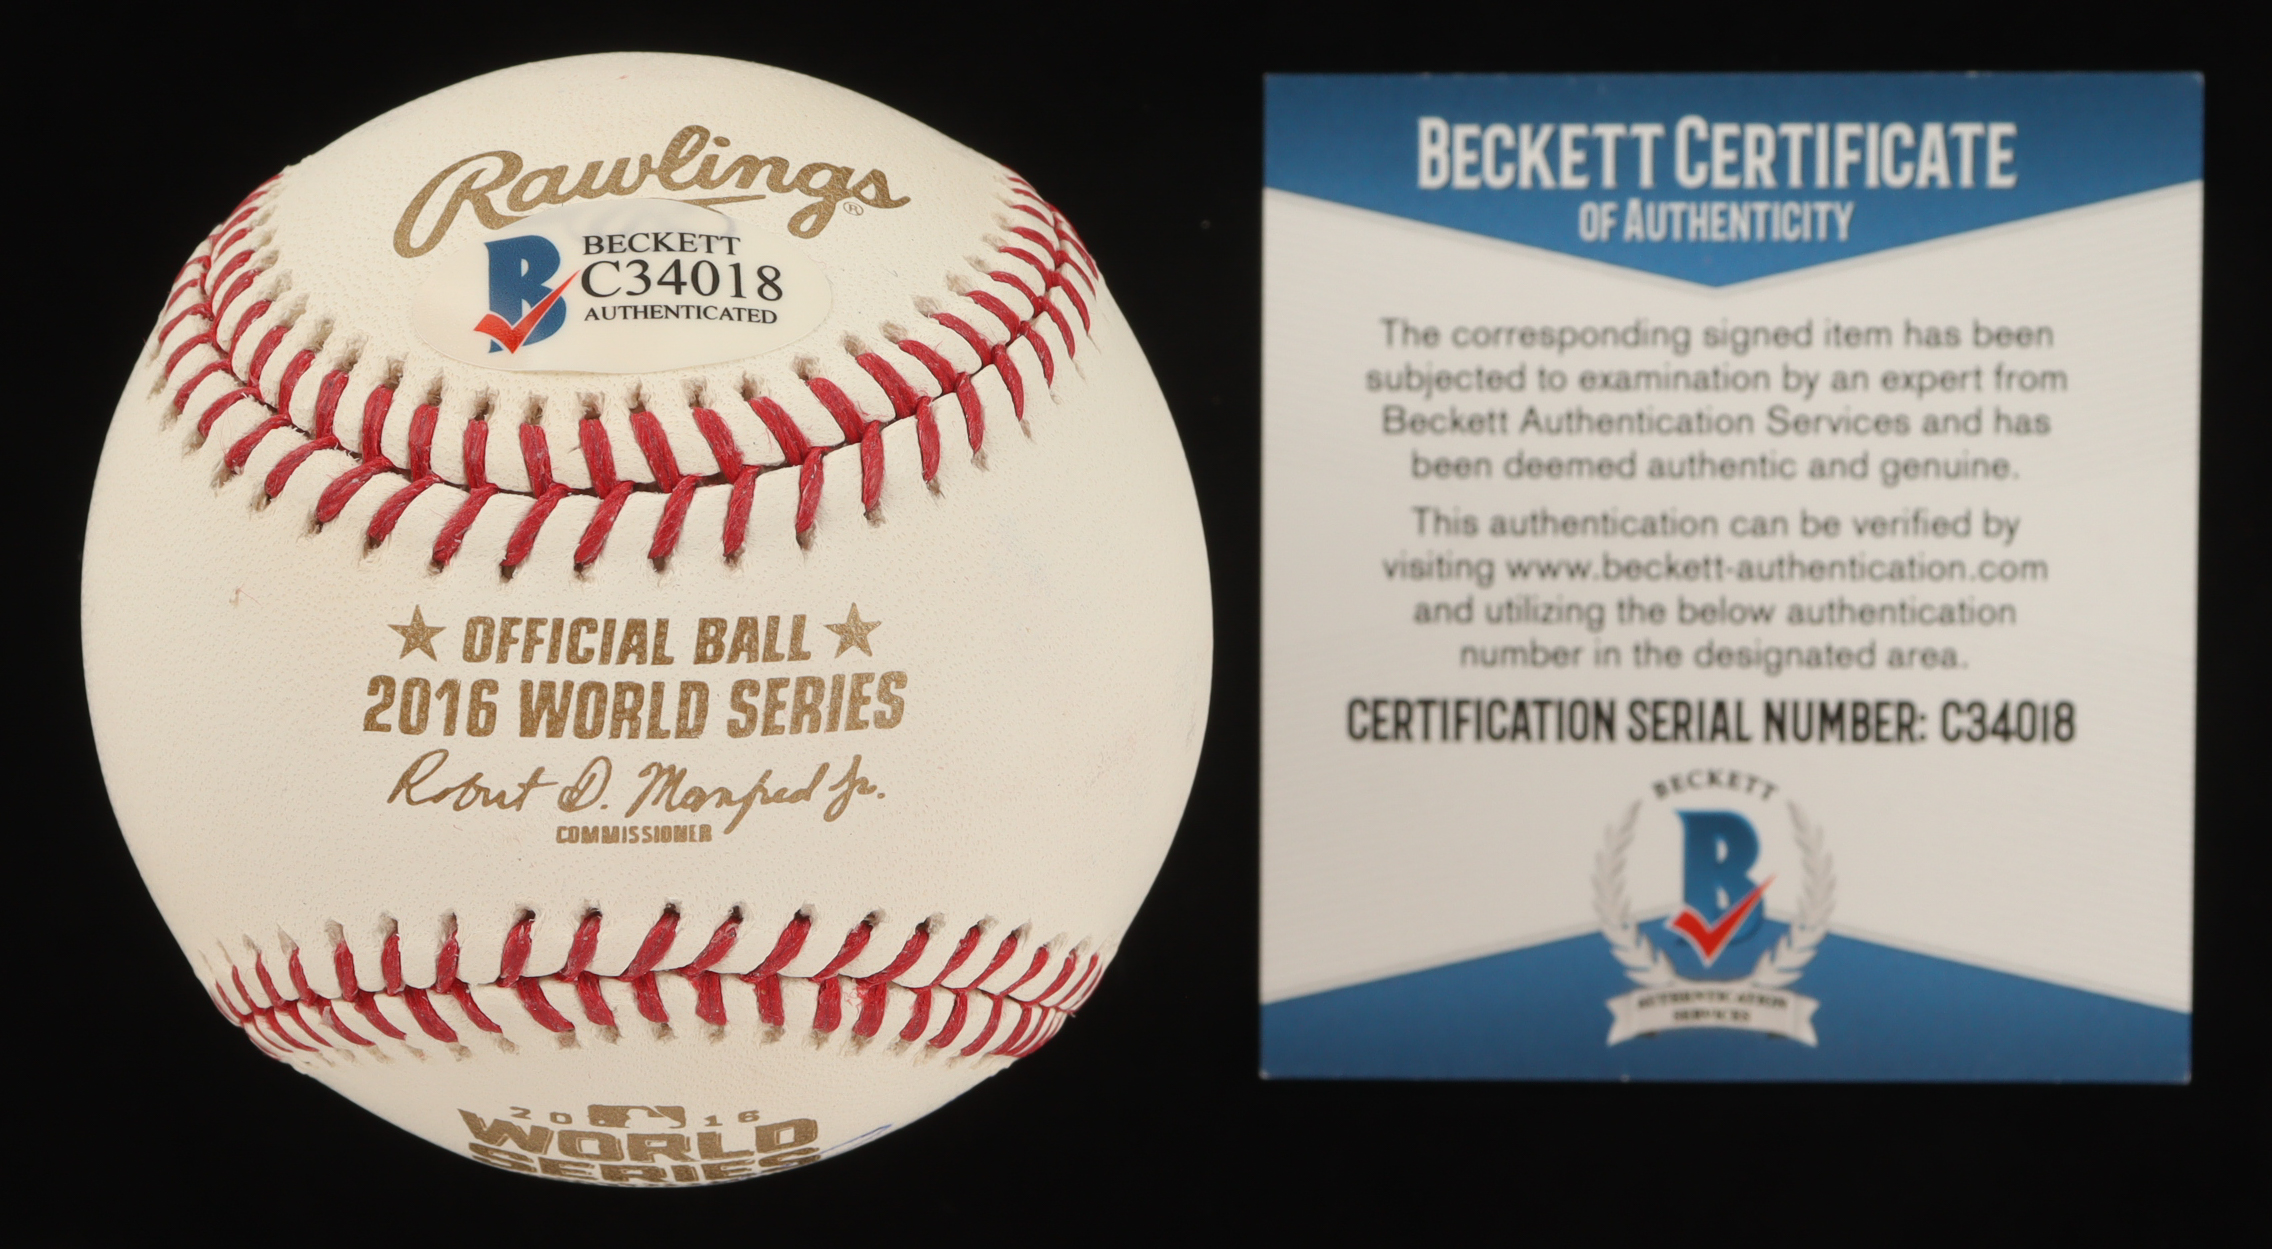 Rawlings®
BECKETT
C34018
AUTHENTICATED
★ OFFICIAL BALL ★
2016 WORLD SERIES
Robert D. Manfred Jr.
COMMISSIONER
2016
WORLD
SERIES
BECKETT CERTIFICATE
OF AUTHENTICITY
The corresponding signed item has been
subjected to examination by an expert from
Beckett Authentication Services and has
been deemed authentic and genuine.
This authentication can be verified by
visiting www.beckett-authentication.com
and utilizing the below authentication
number in the designated area.
CERTIFICATION SERIAL NUMBER: C34018
BECKETT
B
AUTHENTICATION
SERVICES